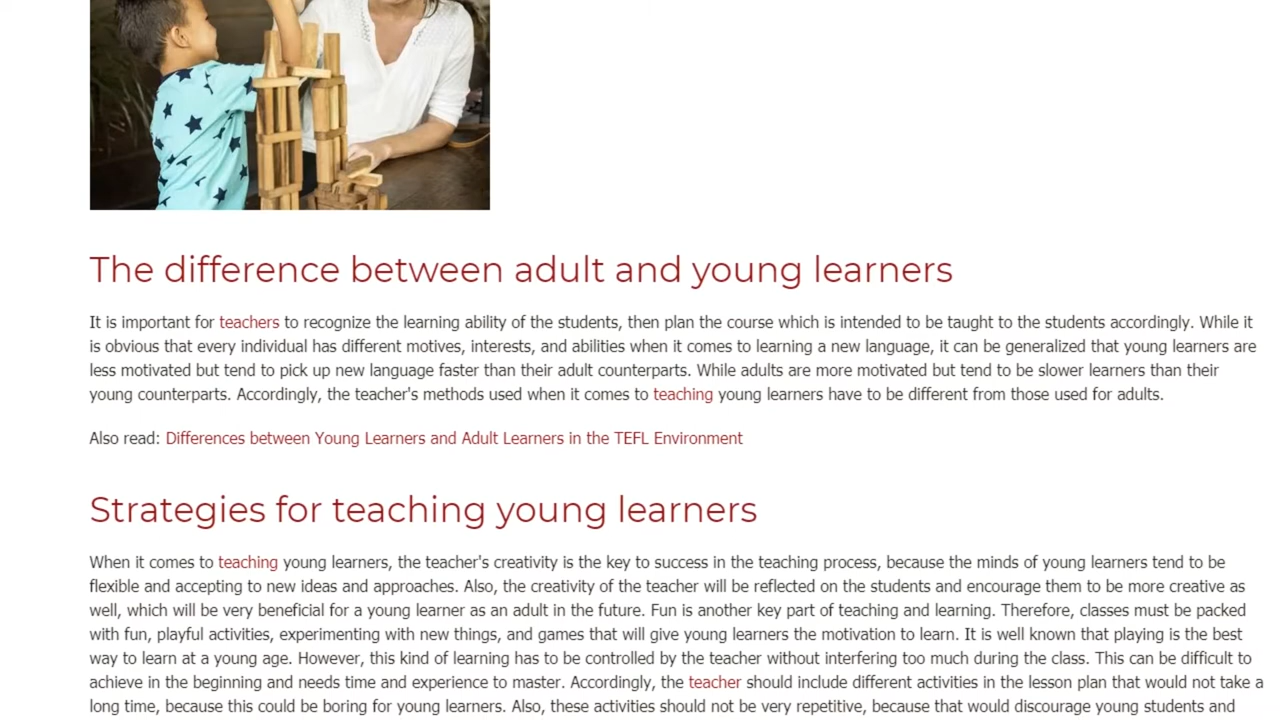 The difference between adult and young learners
It is important for teachers to recognize the learning ability of the students, then plan the course which is intended to be taught to the students accordingly. While it
is obvious that every individual has different motives, interests, and abilities when it comes to learning a new language, it can be generalized that young learners are
less motivated but tend to pick up new language faster than their adult counterparts. While adults are more motivated but tend to be slower learners than their
young counterparts. Accordingly, the teacher's methods used when it comes to teaching young learners have to be different from those used for adults.
Also read: Differences between Young Learners and Adult Learners in the TEFL Environment
Strategies for teaching young learners
When it comes to teaching young learners, the teacher's creativity is the key to success in the teaching process, because the minds of young learners tend to be
flexible and accepting to new ideas and approaches. Also, the creativity of the teacher will be reflected on the students and encourage them to be more creative as
well, which will be very beneficial for a young learner as an adult in the future. Fun is another key part of teaching and learning. Therefore, classes must be packed
with fun, playful activities, experimenting with new things, and games that will give young learners the motivation to learn. It is well known that playing is the best
way to learn at a young age. However, this kind of learning has to be controlled by the teacher without interfering too much during the class. This can be difficult to
achieve in the beginning and needs time and experience to master. Accordingly, the teacher should include different activities in the lesson plan that would not take a
long time, because this could be boring for young learners. Also, these activities should not be very repetitive, because that would discourage young students and